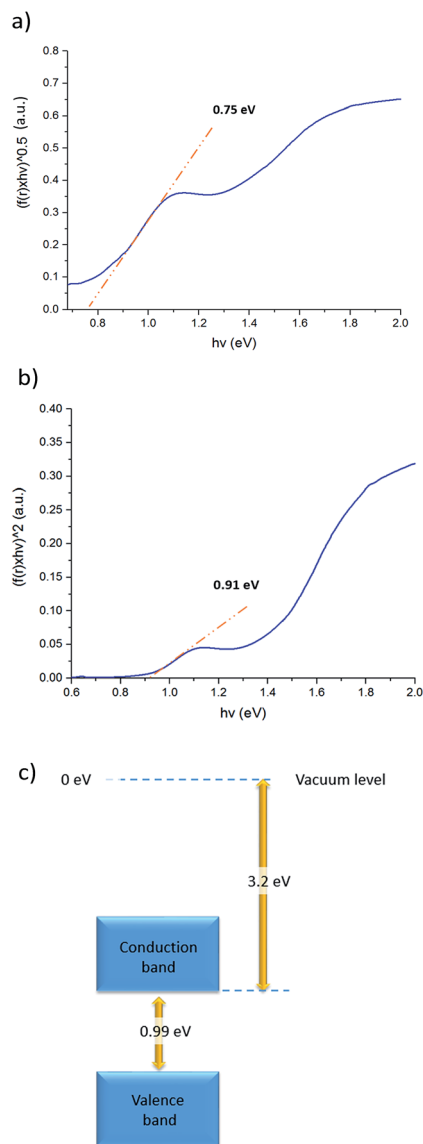 a)
0.8
0.7
0.6
0.5
0.4
0.3
0.2
0.1
0.0
((f(r)xhv)^0.5 (a.u.)
0.75 eV
0.8 1.0 1.2 1.4 1.6 1.8 2.0
hv (eV)
b)
0.40
0.30
0.20
0.15
0.10
0.05
0.00
(f(r)xhv)^2 (a.u.)
0.91 eV
0.6 0.8 1.0 1.2 1.4 1.6 1.8 2.0
hv (eV)
c)
0 eV Vacuum level
3.2 eV
Conduction
band
0.99 eV
Valence
band